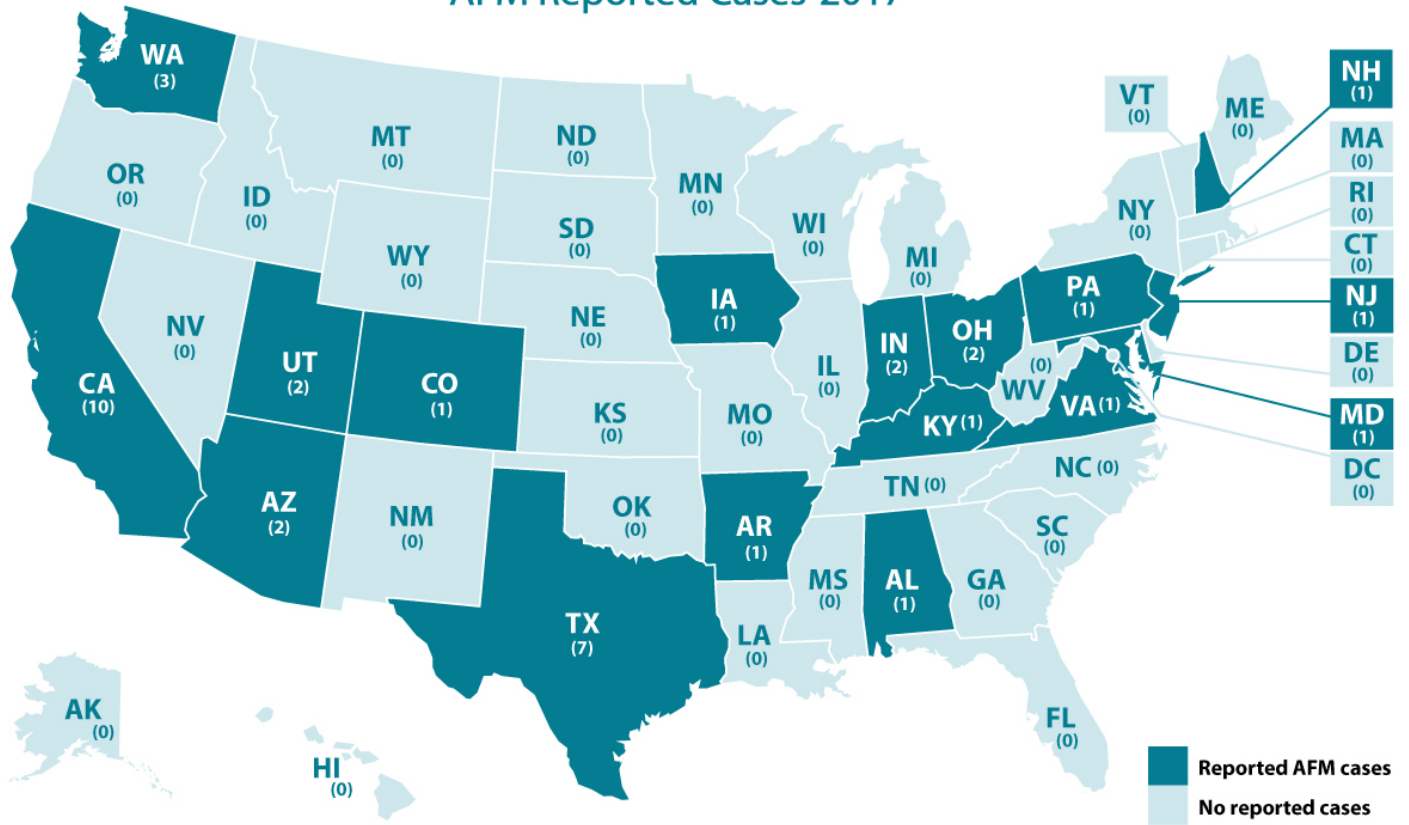 AFM Reported Cases 2017
WA
(3)
MT
(0)
ND
(0)
MN
(0)
VT
(0)
ME
(0)
NH
(1)
MA
(0)
RI
(0)
CT
(0)
NJ
(1)
DE
(0)
MD
(1)
DC
(0)
OR
(0)
ID
(0)
WY
(0)
SD
(0)
WI
(0)
MI
(0)
NY
(0)
NV
(0)
UT
(2)
CO
(1)
NE
(0)
IA
(1)
IL
(0)
IN
(2)
OH
(2)
PA
(1)
CA
(10)
KS
(0)
MO
(0)
KY (1)
(0)
WV
VA (1)
AZ
(2)
NM
(0)
OK
(0)
AR
(1)
TN (0)
NC (0)
SC
(0)
TX
(7)
LA
(0)
MS
(0)
AL
(1)
GA
(0)
FL
(0)
AK
(0)
HI
(0)
Reported AFM cases
No reported cases